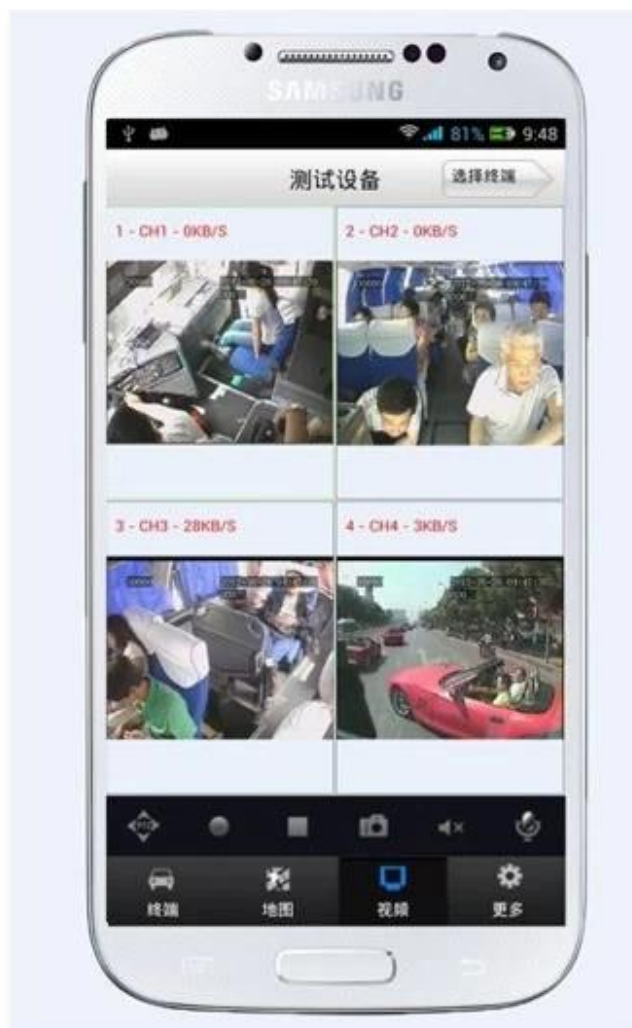 SAMSUNG
81% 9:48
测试设备 选择终端
1 - CH1 - 0KB/S
2 - CH2 - 0KB/S
3 - CH3 - 28KB/S
4 - CH4 - 3KB/S
PTZ
终端 地图 视频 更多